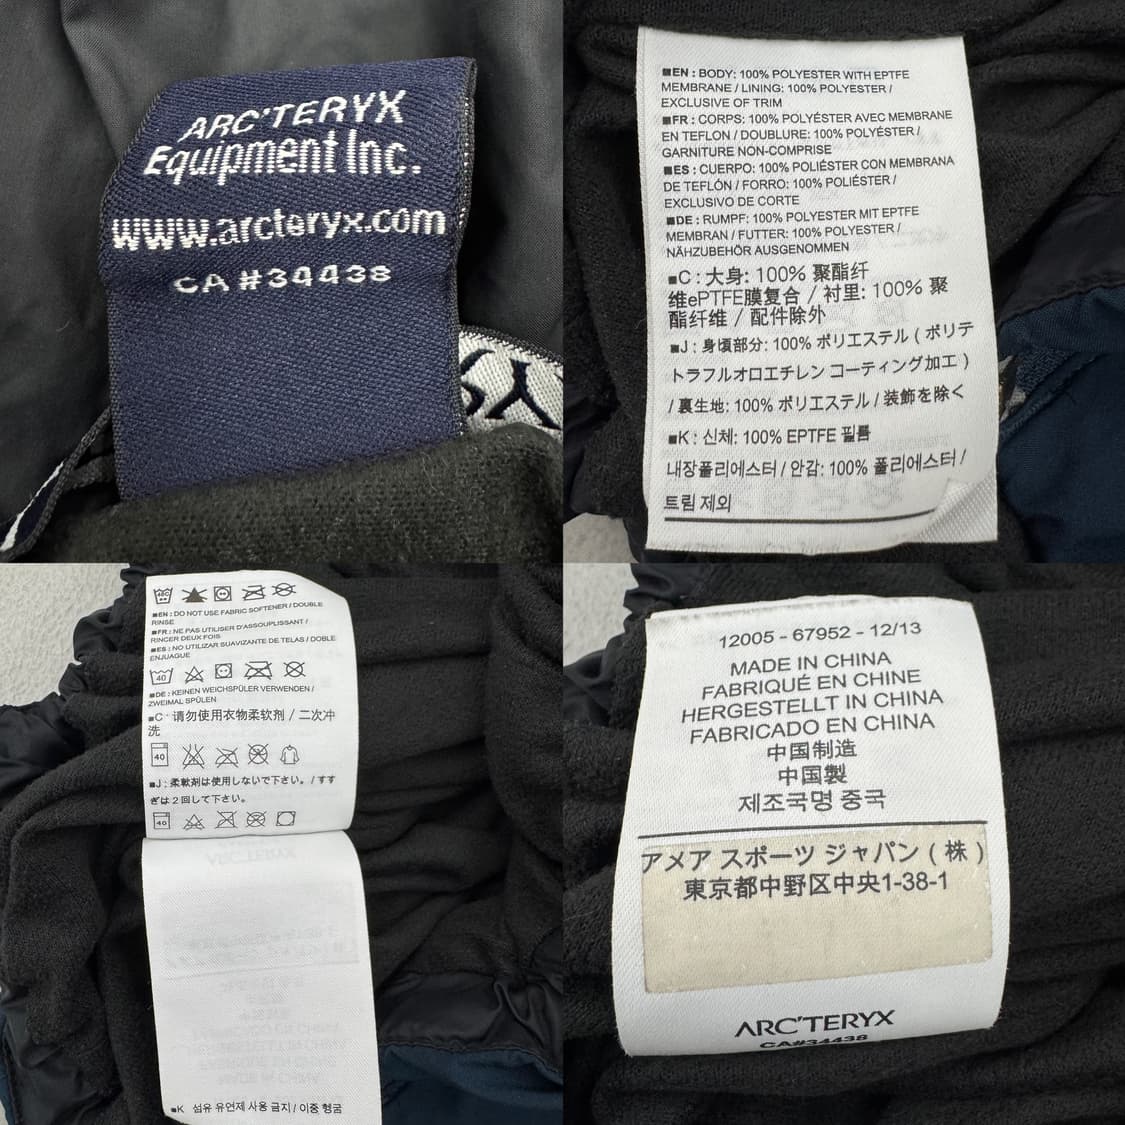 ARC'TERYX
Equipment Inc.
www.arcteryx.com
CA #34438
■EN : BODY: 100% POLYESTER WITH EPTFE
MEMBRANE / LINING: 100% POLYESTER /
EXCLUSIVE OF TRIM
■FR : CORPS: 100% POLYÉSTER AVEC MEMBRANE
EN TEFLON / DOUBLURE: 100% POLYÉSTER /
GARNITURE NON-COMPRISE
■ES : CUERPO: 100% POLIÉSTER CON MEMBRANA
DE TEFLÓN / FORRO: 100% POLIÉSTER /
EXCLUSIVO DE CORTE
■DE : RUMPF: 100% POLYESTER MIT EPTFE
MEMBRAN / FUTTER: 100% POLYESTER /
NÄHZUBEHÖR AUSGENOMMEN
■C : 大身: 100% 聚酯纤
维ePTFE膜复合 / 衬里: 100% 聚
酯纤维 / 配件除外
■J : 身頃部分: 100% ポリエステル ( ポリテ
トラフルオロエチレン コーティング加工 )
/ 裏生地: 100% ポリエステル / 装飾を除く
■K : 신체: 100% EPTFE 필름
내장폴리에스터 / 안감: 100% 폴리에스터 /
트림 제외
■EN : DO NOT USE FABRIC SOFTENER / DOUBLE
RINSE
■FR : NE PAS UTILISER D'ASSOUPLISSANT /
RINCER DEUX FOIS
■ES : NO UTILIZAR SUAVIZANTE DE TELAS / DOBLE
ENJUAGUE
40
■DE : KEINEN WEICHSPÜLER VERWENDEN /
ZWEIMAL SPÜLEN
■C : 请勿使用衣物柔软剂 / 二次冲
洗
40
■J : 柔軟剤は使用しないで下さい。/ すす
ぎは２回して下さい。
40
■K 섬유 유연제 사용 금지 / 이중 헹굼
12005 - 67952 - 12/13
MADE IN CHINA
FABRIQUÉ EN CHINE
HERGESTELLT IN CHINA
FABRICADO EN CHINA
中国制造
中国製
제조국명 중국
アメア スポーツ ジャパン ( 株 )
東京都中野区中央1-38-1
ARC'TERYX
CA#34438